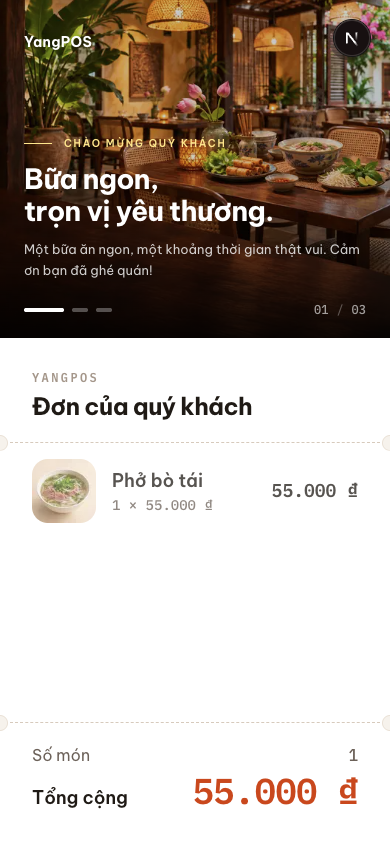 YangPOS
N
CHÀO MỪNG QUÝ KHÁCH
Bữa ngon,
trọn vị yêu thương.
Một bữa ăn ngon, một khoảng thời gian thật vui. Cảm
ơn bạn đã ghé quán!
01 / 03
YANGPOS
Đơn của quý khách
Phở bò tái
1 × 55.000 ₫
55.000 ₫
Số món
1
Tổng cộng
55.000 ₫